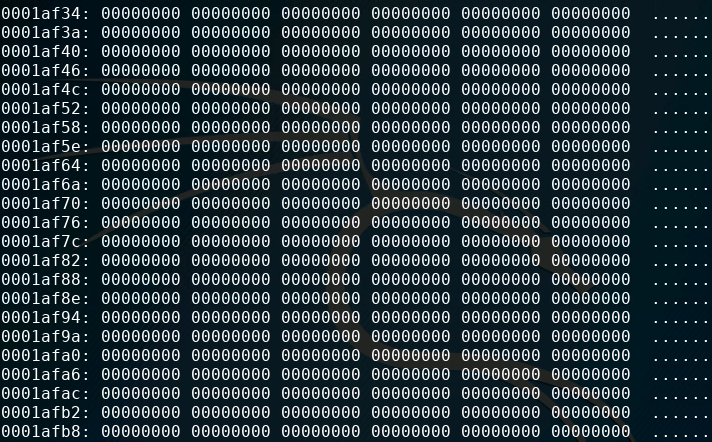 0001af34: 00000000 00000000 00000000 00000000 00000000 00000000  ......
0001af3a: 00000000 00000000 00000000 00000000 00000000 00000000  ......
0001af40: 00000000 00000000 00000000 00000000 00000000 00000000  ......
0001af46: 00000000 00000000 00000000 00000000 00000000 00000000  ......
0001af4c: 00000000 00000000 00000000 00000000 00000000 00000000  ......
0001af52: 00000000 00000000 00000000 00000000 00000000 00000000  ......
0001af58: 00000000 00000000 00000000 00000000 00000000 00000000  ......
0001af5e: 00000000 00000000 00000000 00000000 00000000 00000000  ......
0001af64: 00000000 00000000 00000000 00000000 00000000 00000000  ......
0001af6a: 00000000 00000000 00000000 00000000 00000000 00000000  ......
0001af70: 00000000 00000000 00000000 00000000 00000000 00000000  ......
0001af76: 00000000 00000000 00000000 00000000 00000000 00000000  ......
0001af7c: 00000000 00000000 00000000 00000000 00000000 00000000  ......
0001af82: 00000000 00000000 00000000 00000000 00000000 00000000  ......
0001af88: 00000000 00000000 00000000 00000000 00000000 00000000  ......
0001af8e: 00000000 00000000 00000000 00000000 00000000 00000000  ......
0001af94: 00000000 00000000 00000000 00000000 00000000 00000000  ......
0001af9a: 00000000 00000000 00000000 00000000 00000000 00000000  ......
0001afa0: 00000000 00000000 00000000 00000000 00000000 00000000  ......
0001afa6: 00000000 00000000 00000000 00000000 00000000 00000000  ......
0001afac: 00000000 00000000 00000000 00000000 00000000 00000000  ......
0001afb2: 00000000 00000000 00000000 00000000 00000000 00000000  ......
0001afb8: 00000000 00000000 00000000 00000000 00000000 00000000  ......